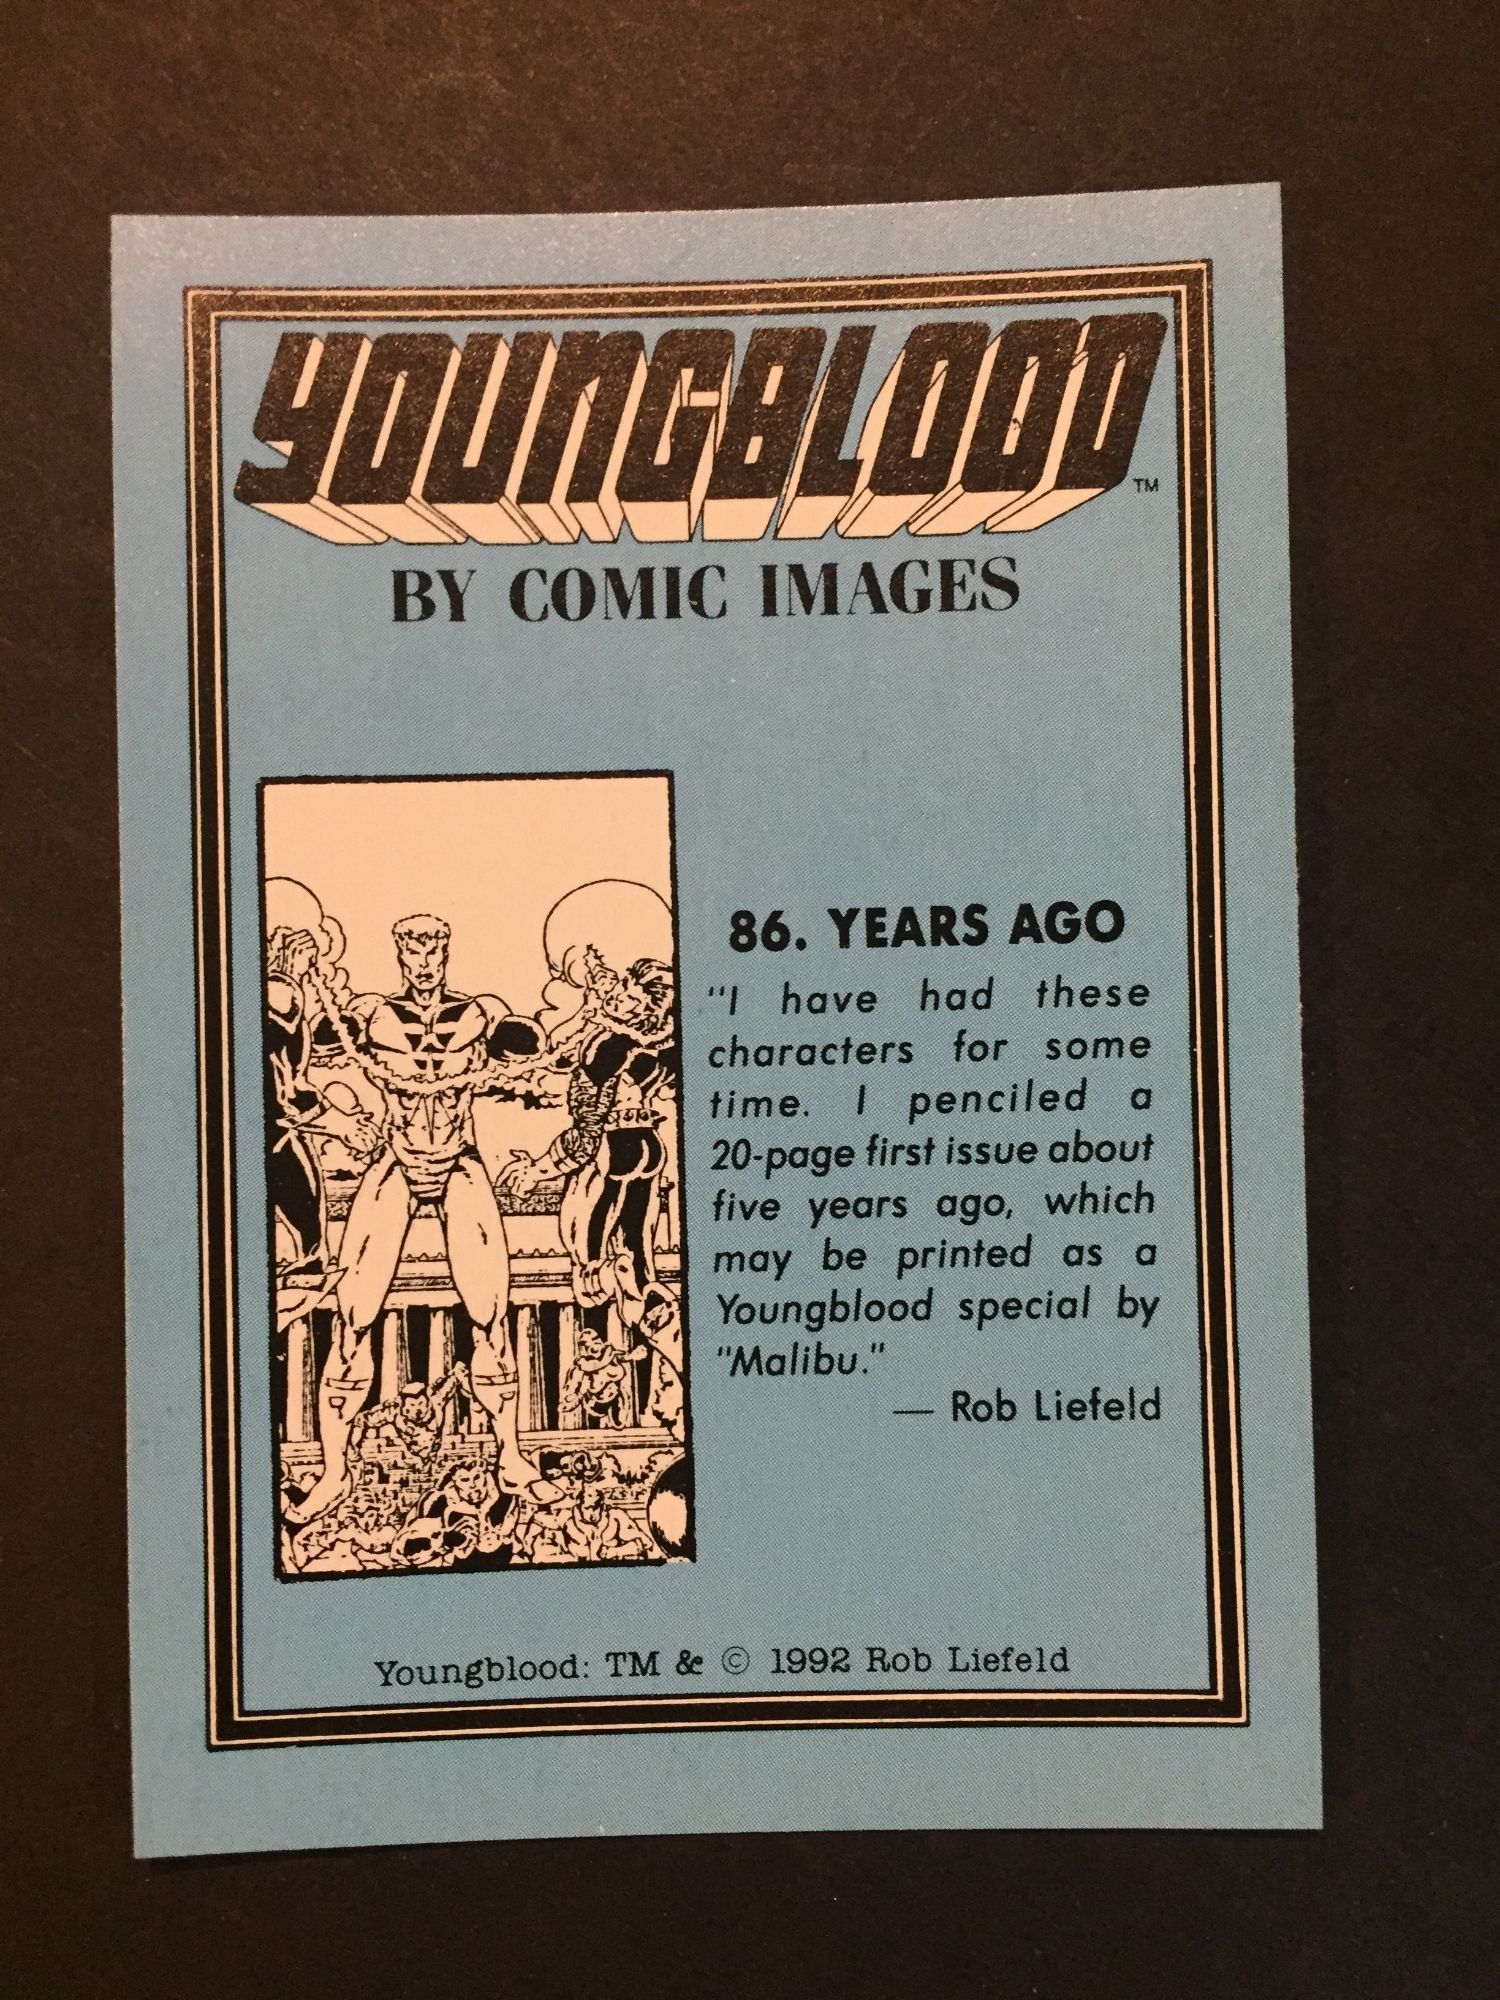 YOUNGBLOOD TM
BY COMIC IMAGES
86. YEARS AGO
"I have had these
characters for some
time. I penciled a
20-page first issue about
five years ago, which
may be printed as a
Youngblood special by
"Malibu."
— Rob Liefeld
Youngblood: TM & © 1992 Rob Liefeld